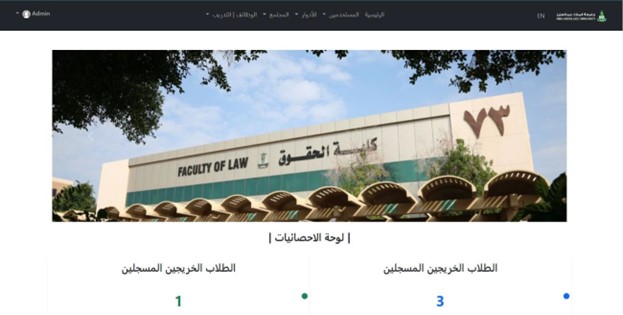 EN
الرئيسية المستخدمين الأدوار المجتمع الوظائف | التدريب
Admin
٧٣
كلية الحقوق
FACULTY OF LAW
| لوحة الاحصائيات |
الطلاب الخريجين المسجلين
3
الطلاب الخريجين المسجلين
1